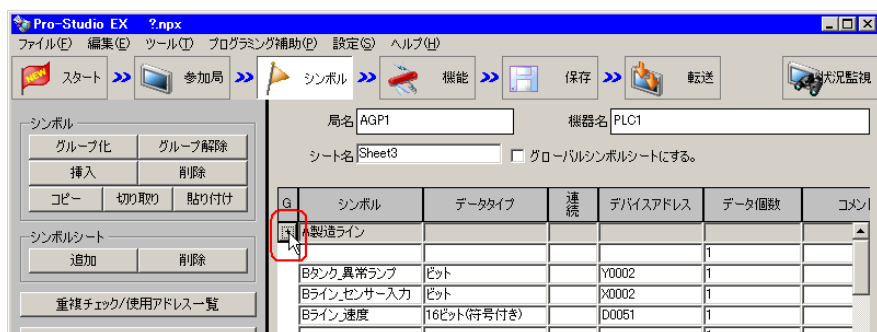 Pro-Studio EX   ?.npx
ファイル(F) 編集(E) ツール(T) プログラミング補助(P) 設定(S) ヘルプ(H)
NEW スタート 参加局 シンボル 機能 保存 転送 状況監視
シンボル
グループ化 グループ解除
挿入 削除
コピー 切り取り 貼り付け
シンボルシート
追加 削除
重複チェック/使用アドレス一覧
局名 AGP1 機器名 PLC1
シート名 Sheet3 グローバルシンボルシートにする。
G シンボル データタイプ 連続 デバイスアドレス データ個数 コメント
A製造ライン
1
Bタンク_異常ランプ ビット Y0002 1
Bライン_センサー入力 ビット X0002 1
Bライン_速度 16ビット(符号付き) D0051 1